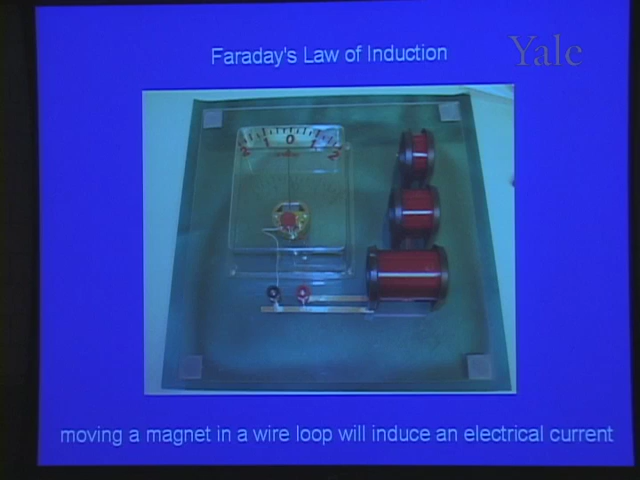 Faraday's Law of Induction
Yale
2 1 0 1 2
moving a magnet in a wire loop will induce an electrical current